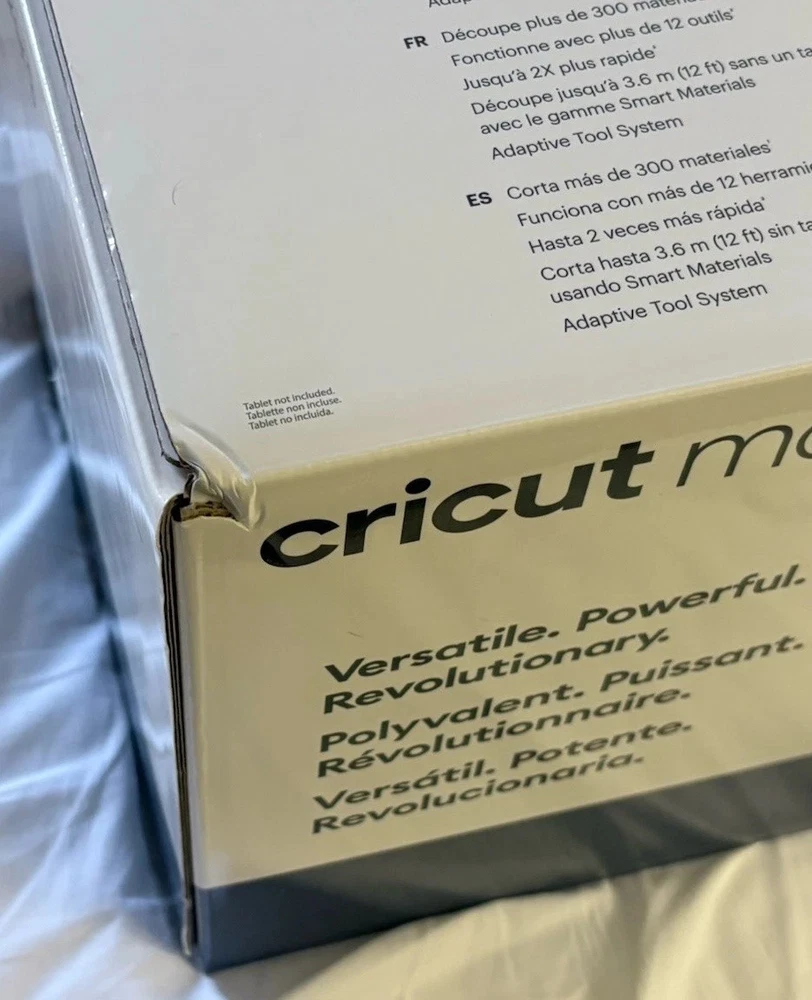 FR Découpe plus de 300
Fonctionne avec plus de 12 outils*
Jusqu'à 2X plus rapide*
Découpe jusqu'à 3.6 m (12 ft) sans un
avec le gamme Smart Materials
Adaptive Tool System
ES Corta más de 300 materiales*
Funciona con más de 12
Hasta 2 veces más rápida*
Corta hasta 3.6 m (12 ft) sin
usando Smart Materials
Adaptive Tool System
Tablet not included.
Tablette non incluse.
Tablet no incluida.
cricut
Versatile. Powerful.
Revolutionary.
Polyvalent. Puissant.
Révolutionnaire.
Versátil. Potente.
Revolucionaria.